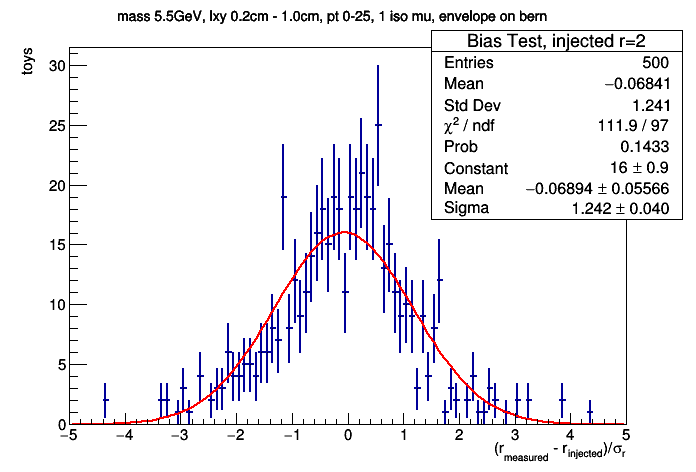 mass 5.5GeV, lxy 0.2cm - 1.0cm, pt 0-25, 1 iso mu, envelope on bern
Bias Test, injected r=2
Entries 500
Mean −0.06841
Std Dev 1.241
χ² / ndf 111.9 / 97
Prob 0.1433
Constant 16 ± 0.9
Mean −0.06894 ± 0.05566
Sigma 1.242 ± 0.040
toys
30
25
20
15
10
5
0
−5 −4 −3 −2 −1 0 1 2 3 4 5
(r_measured - r_injected)/σ_r